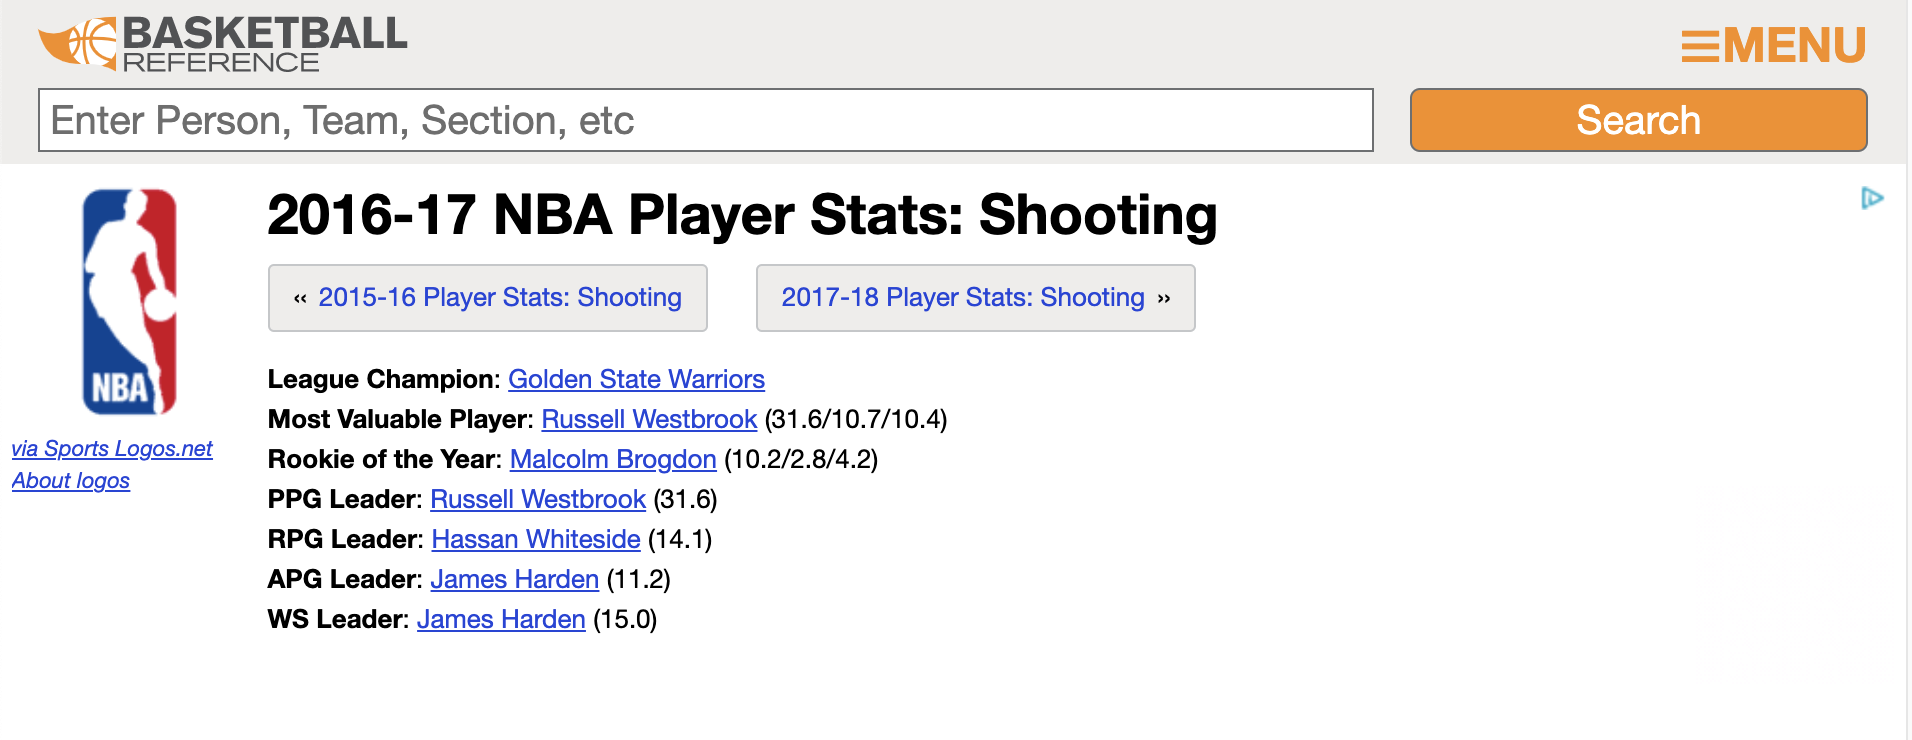 BASKETBALL
REFERENCE
MENU
Enter Person, Team, Section, etc
Search
NBA
via Sports Logos.net
About logos
2016-17 NBA Player Stats: Shooting
« 2015-16 Player Stats: Shooting
2017-18 Player Stats: Shooting »
League Champion: Golden State Warriors
Most Valuable Player: Russell Westbrook (31.6/10.7/10.4)
Rookie of the Year: Malcolm Brogdon (10.2/2.8/4.2)
PPG Leader: Russell Westbrook (31.6)
RPG Leader: Hassan Whiteside (14.1)
APG Leader: James Harden (11.2)
WS Leader: James Harden (15.0)